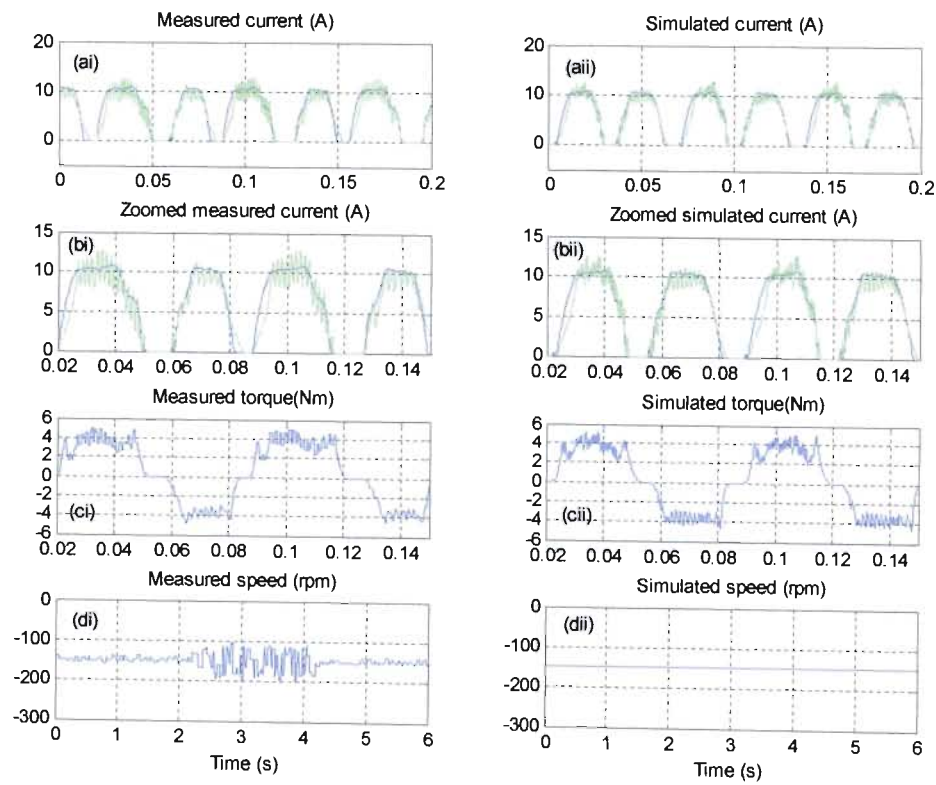 Measured current (A)
20
10
0
(ai)
0 0.05 0.1 0.15 0.2
Simulated current (A)
20
10
0
(aii)
0 0.05 0.1 0.15 0.2
Zoomed measured current (A)
15
10
5
0
(bi)
0.02 0.04 0.06 0.08 0.1 0.12 0.14
Zoomed simulated current (A)
15
10
5
0
(bii)
0.02 0.04 0.06 0.08 0.1 0.12 0.14
Measured torque(Nm)
6
4
2
0
-2
-4
-6
(ci)
0.02 0.04 0.06 0.08 0.1 0.12 0.14
Simulated torque(Nm)
6
4
2
0
-2
-4
-6
(cii)
0.02 0.04 0.06 0.08 0.1 0.12 0.14
Measured speed (rpm)
0
-100
-200
-300
(di)
0 1 2 3 4 5 6
Time (s)
Simulated speed (rpm)
0
-100
-200
-300
(dii)
0 1 2 3 4 5 6
Time (s)